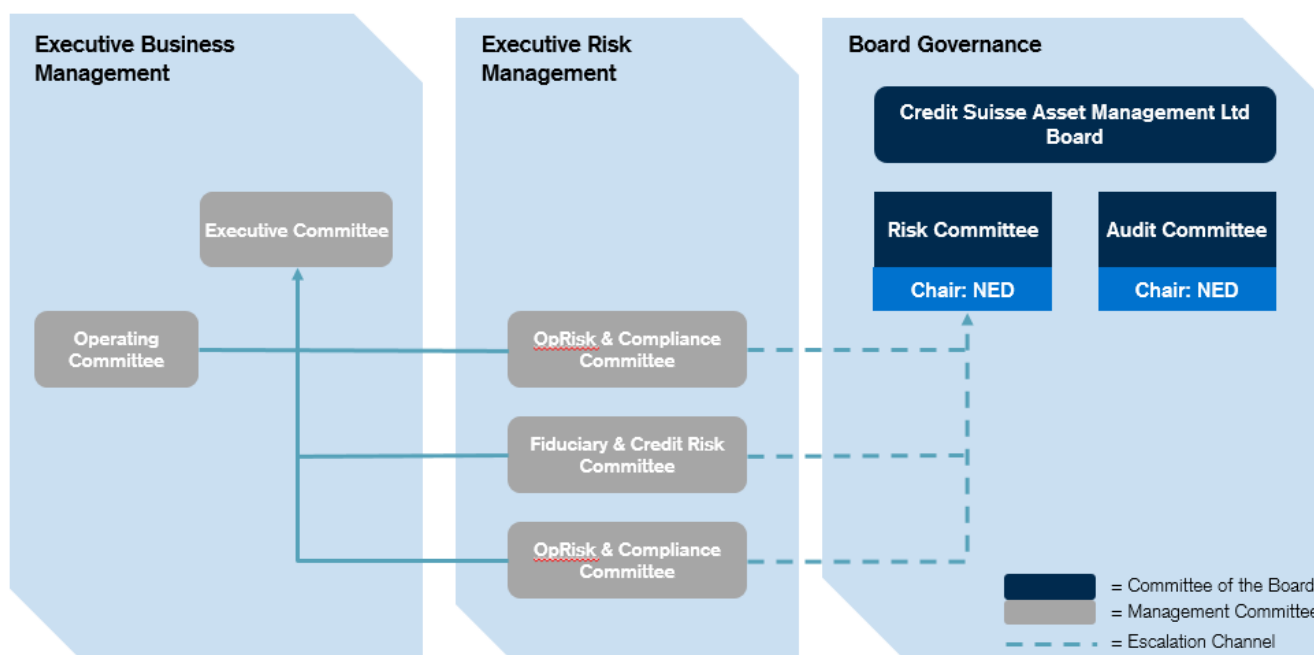 Executive Business
Management
Executive Risk
Management
Board Governance
Credit Suisse Asset Management Ltd
Board
Executive Committee
Risk Committee
Audit Committee
Chair: NED
Chair: NED
Operating
Committee
OpRisk & Compliance
Committee
Fiduciary & Credit Risk
Committee
OpRisk & Compliance
Committee
= Committee of the Board
= Management Committee
= Escalation Channel